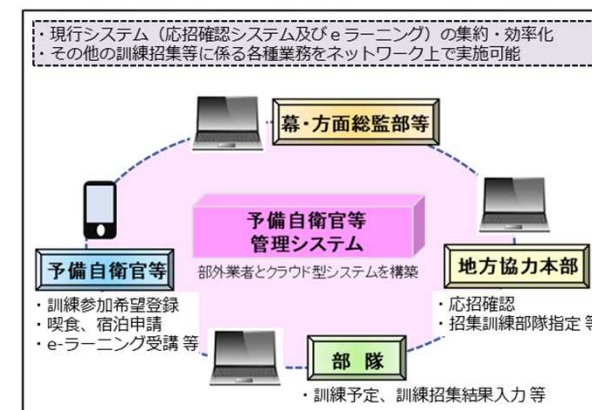 ・現行システム（応招確認システム及びｅラーニング）の集約・効率化
・その他の訓練招集等に係る各種業務をネットワーク上で実施可能
幕・方面総監部等
予備自衛官等
管理システム
部外業者とクラウド型システムを構築
予備自衛官等
・訓練参加希望登録
・喫食、宿泊申請
・e-ラーニング受講 等
地方協力本部
・応招確認
・招集訓練部隊指定 等
部 隊
・訓練予定、訓練招集結果入力 等